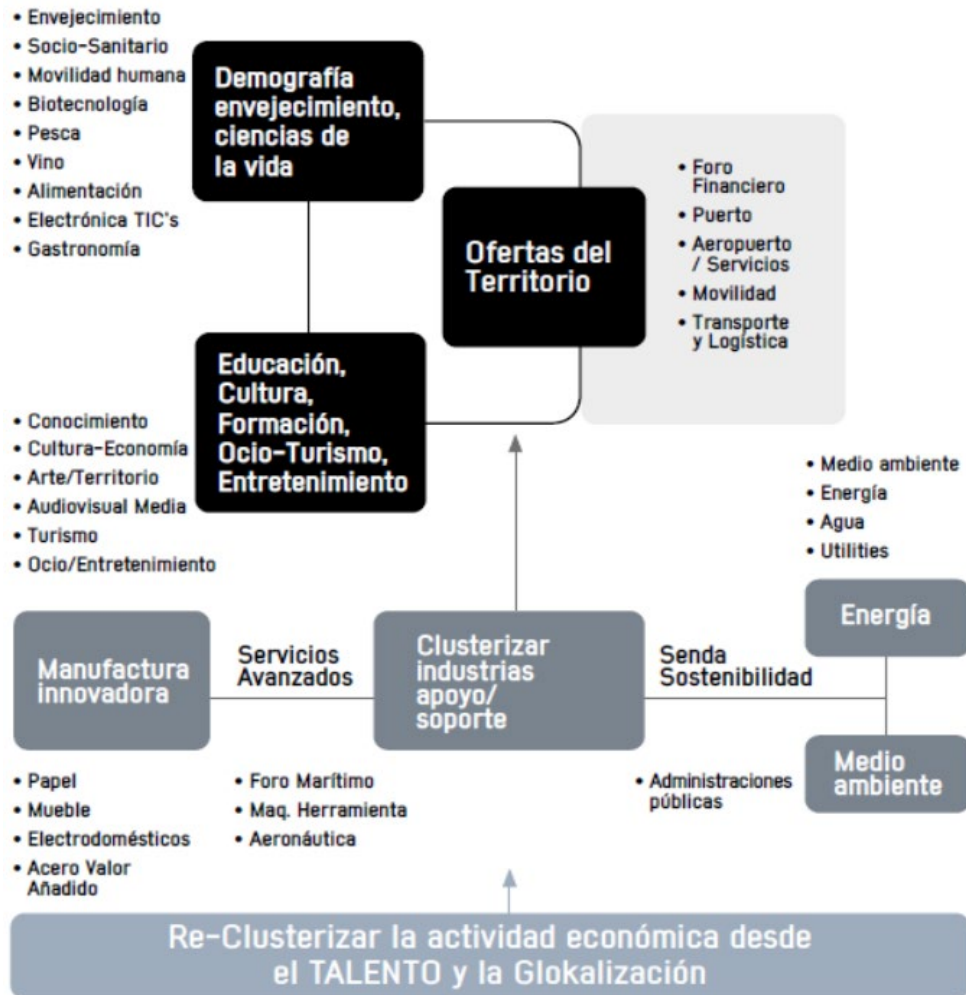 • Envejecimiento
• Socio-Sanitario
• Movilidad humana
• Biotecnología
• Pesca
• Vino
• Alimentación
• Electrónica TIC's
• Gastronomía
Demografía
envejecimiento,
ciencias de
la vida
Ofertas del
Territorio
• Foro
Financiero
• Puerto
• Aeropuerto
/ Servicios
• Movilidad
• Transporte
y Logística
Educación,
Cultura,
Formación,
Ocio-Turismo,
Entretenimiento
• Conocimiento
• Cultura-Economía
• Arte/Territorio
• Audiovisual Media
• Turismo
• Ocio/Entretenimiento
• Medio ambiente
• Energía
• Agua
• Utilities
Manufactura
innovadora
Servicios
Avanzados
Clusterizar
industrias
apoyo/
soporte
Senda
Sostenibilidad
Energía
Medio
ambiente
• Papel
• Mueble
• Electrodomésticos
• Acero Valor
Añadido
• Foro Marítimo
• Maq. Herramienta
• Aeronáutica
• Administraciones
públicas
Re-Clusterizar la actividad económica desde
el TALENTO y la Glokalización